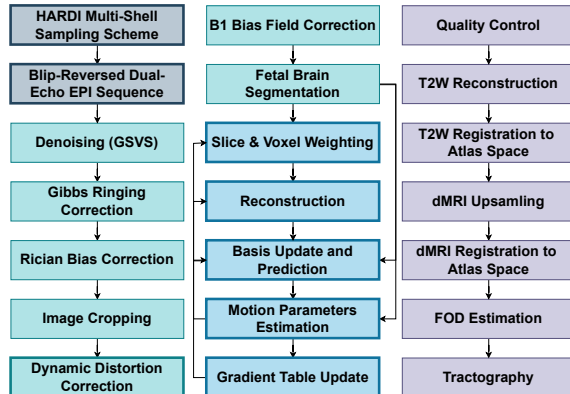 HARDI Multi-Shell
Sampling Scheme
Blip-Reversed Dual-
Echo EPI Sequence
Denoising (GSVS)
Gibbs Ringing
Correction
Rician Bias Correction
Image Cropping
Dynamic Distortion
Correction
B1 Bias Field Correction
Fetal Brain
Segmentation
Slice & Voxel Weighting
Reconstruction
Basis Update and
Prediction
Motion Parameters
Estimation
Gradient Table Update
Quality Control
T2W Reconstruction
T2W Registration to
Atlas Space
dMRI Upsamling
dMRI Registration to
Atlas Space
FOD Estimation
Tractography